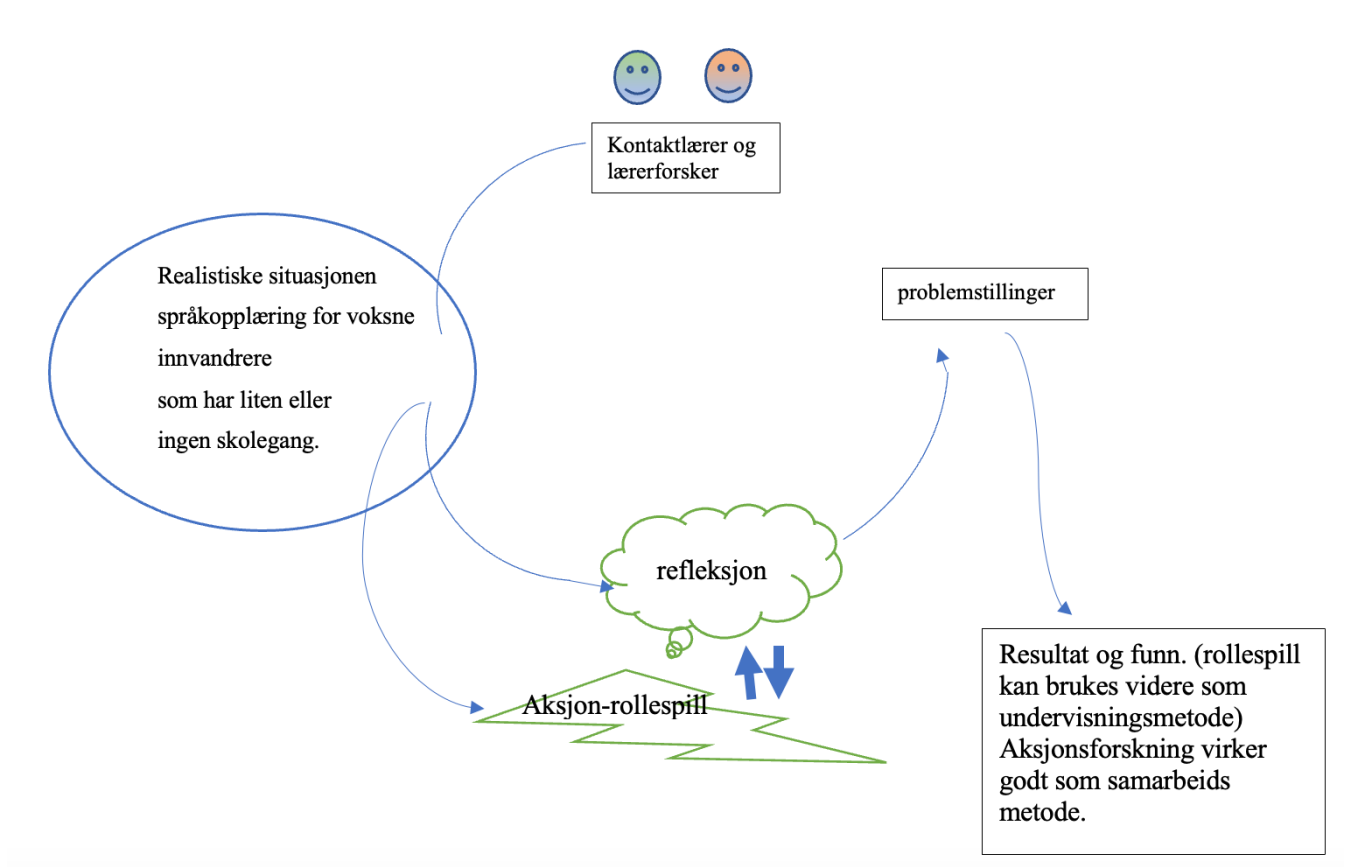 Kontaktlærer og
lærerforsker
Realistiske situasjonen
språkopplæring for voksne
innvandrere
som har liten eller
ingen skolegang.
problemstillinger
refleksjon
Aksjon-rollespill
Resultat og funn. (rollespill
kan brukes videre som
undervisningsmetode)
Aksjonsforskning virker
godt som samarbeids
metode.